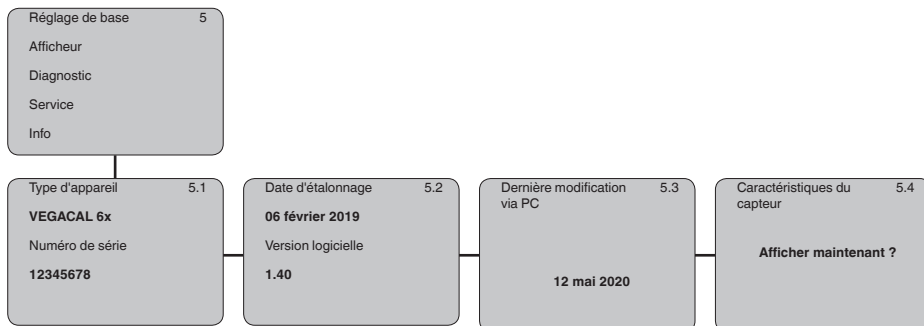 Réglage de base 5
Afficheur
Diagnostic
Service
Info
Type d'appareil 5.1
VEGACAL 6x
Numéro de série
12345678
Date d'étalonnage 5.2
06 février 2019
Version logicielle
1.40
Dernière modification 5.3
via PC
12 mai 2020
Caractéristiques du 5.4
capteur
Afficher maintenant ?